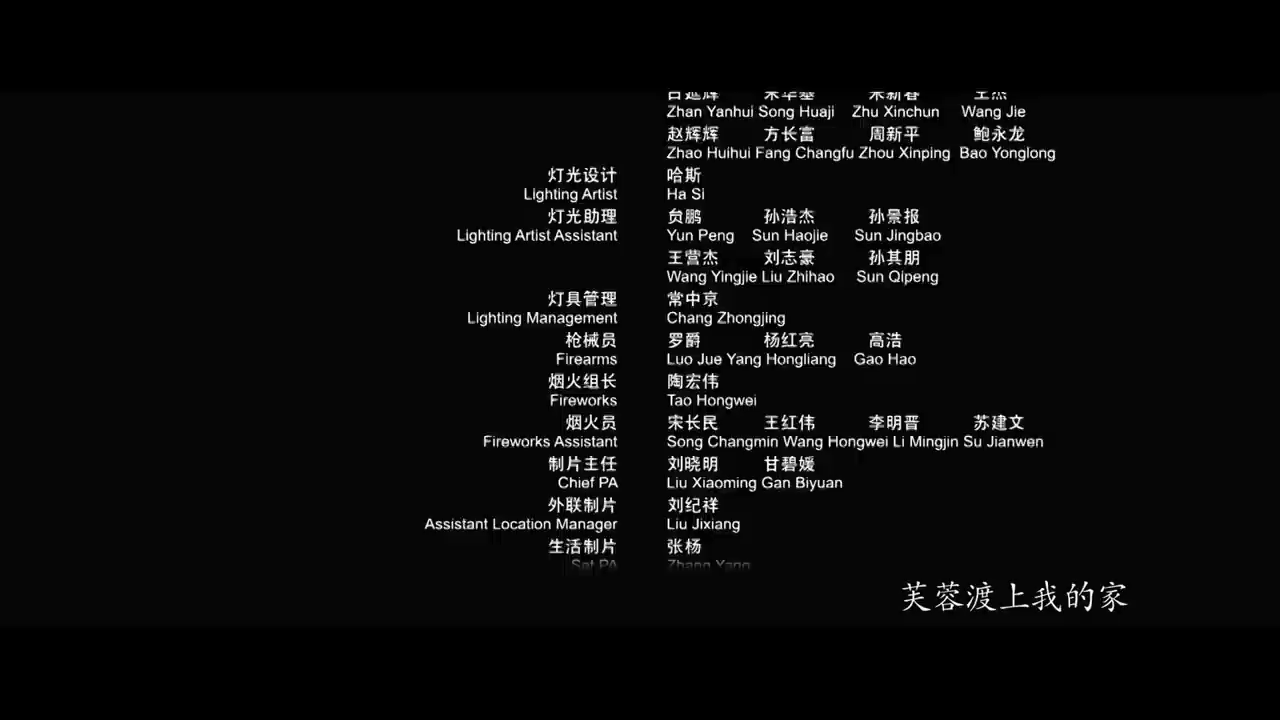 Zhan Yanhui Song Huaji Zhu Xinchun Wang Jie
赵辉辉 方长富 周新平 鲍永龙
Zhao Huihui Fang Changfu Zhou Xinping Bao Yonglong
灯光设计 哈斯
Lighting Artist Ha Si
灯光助理 贠鹏 孙浩杰 孙景报
Lighting Artist Assistant Yun Peng Sun Haojie Sun Jingbao
王营杰 刘志豪 孙其朋
Wang Yingjie Liu Zhihao Sun Qipeng
灯具管理 常中京
Lighting Management Chang Zhongjing
枪械员 罗爵 杨红亮 高浩
Firearms Luo Jue Yang Hongliang Gao Hao
烟火组长 陶宏伟
Fireworks Tao Hongwei
烟火员 宋长民 王红伟 李明晋 苏建文
Fireworks Assistant Song Changmin Wang Hongwei Li Mingjin Su Jianwen
制片主任 刘晓明 甘碧媛
Chief PA Liu Xiaoming Gan Biyuan
外联制片 刘纪祥
Assistant Location Manager Liu Jixiang
生活制片 张杨
Set PA Zhang Yang
芙蓉渡上我的家